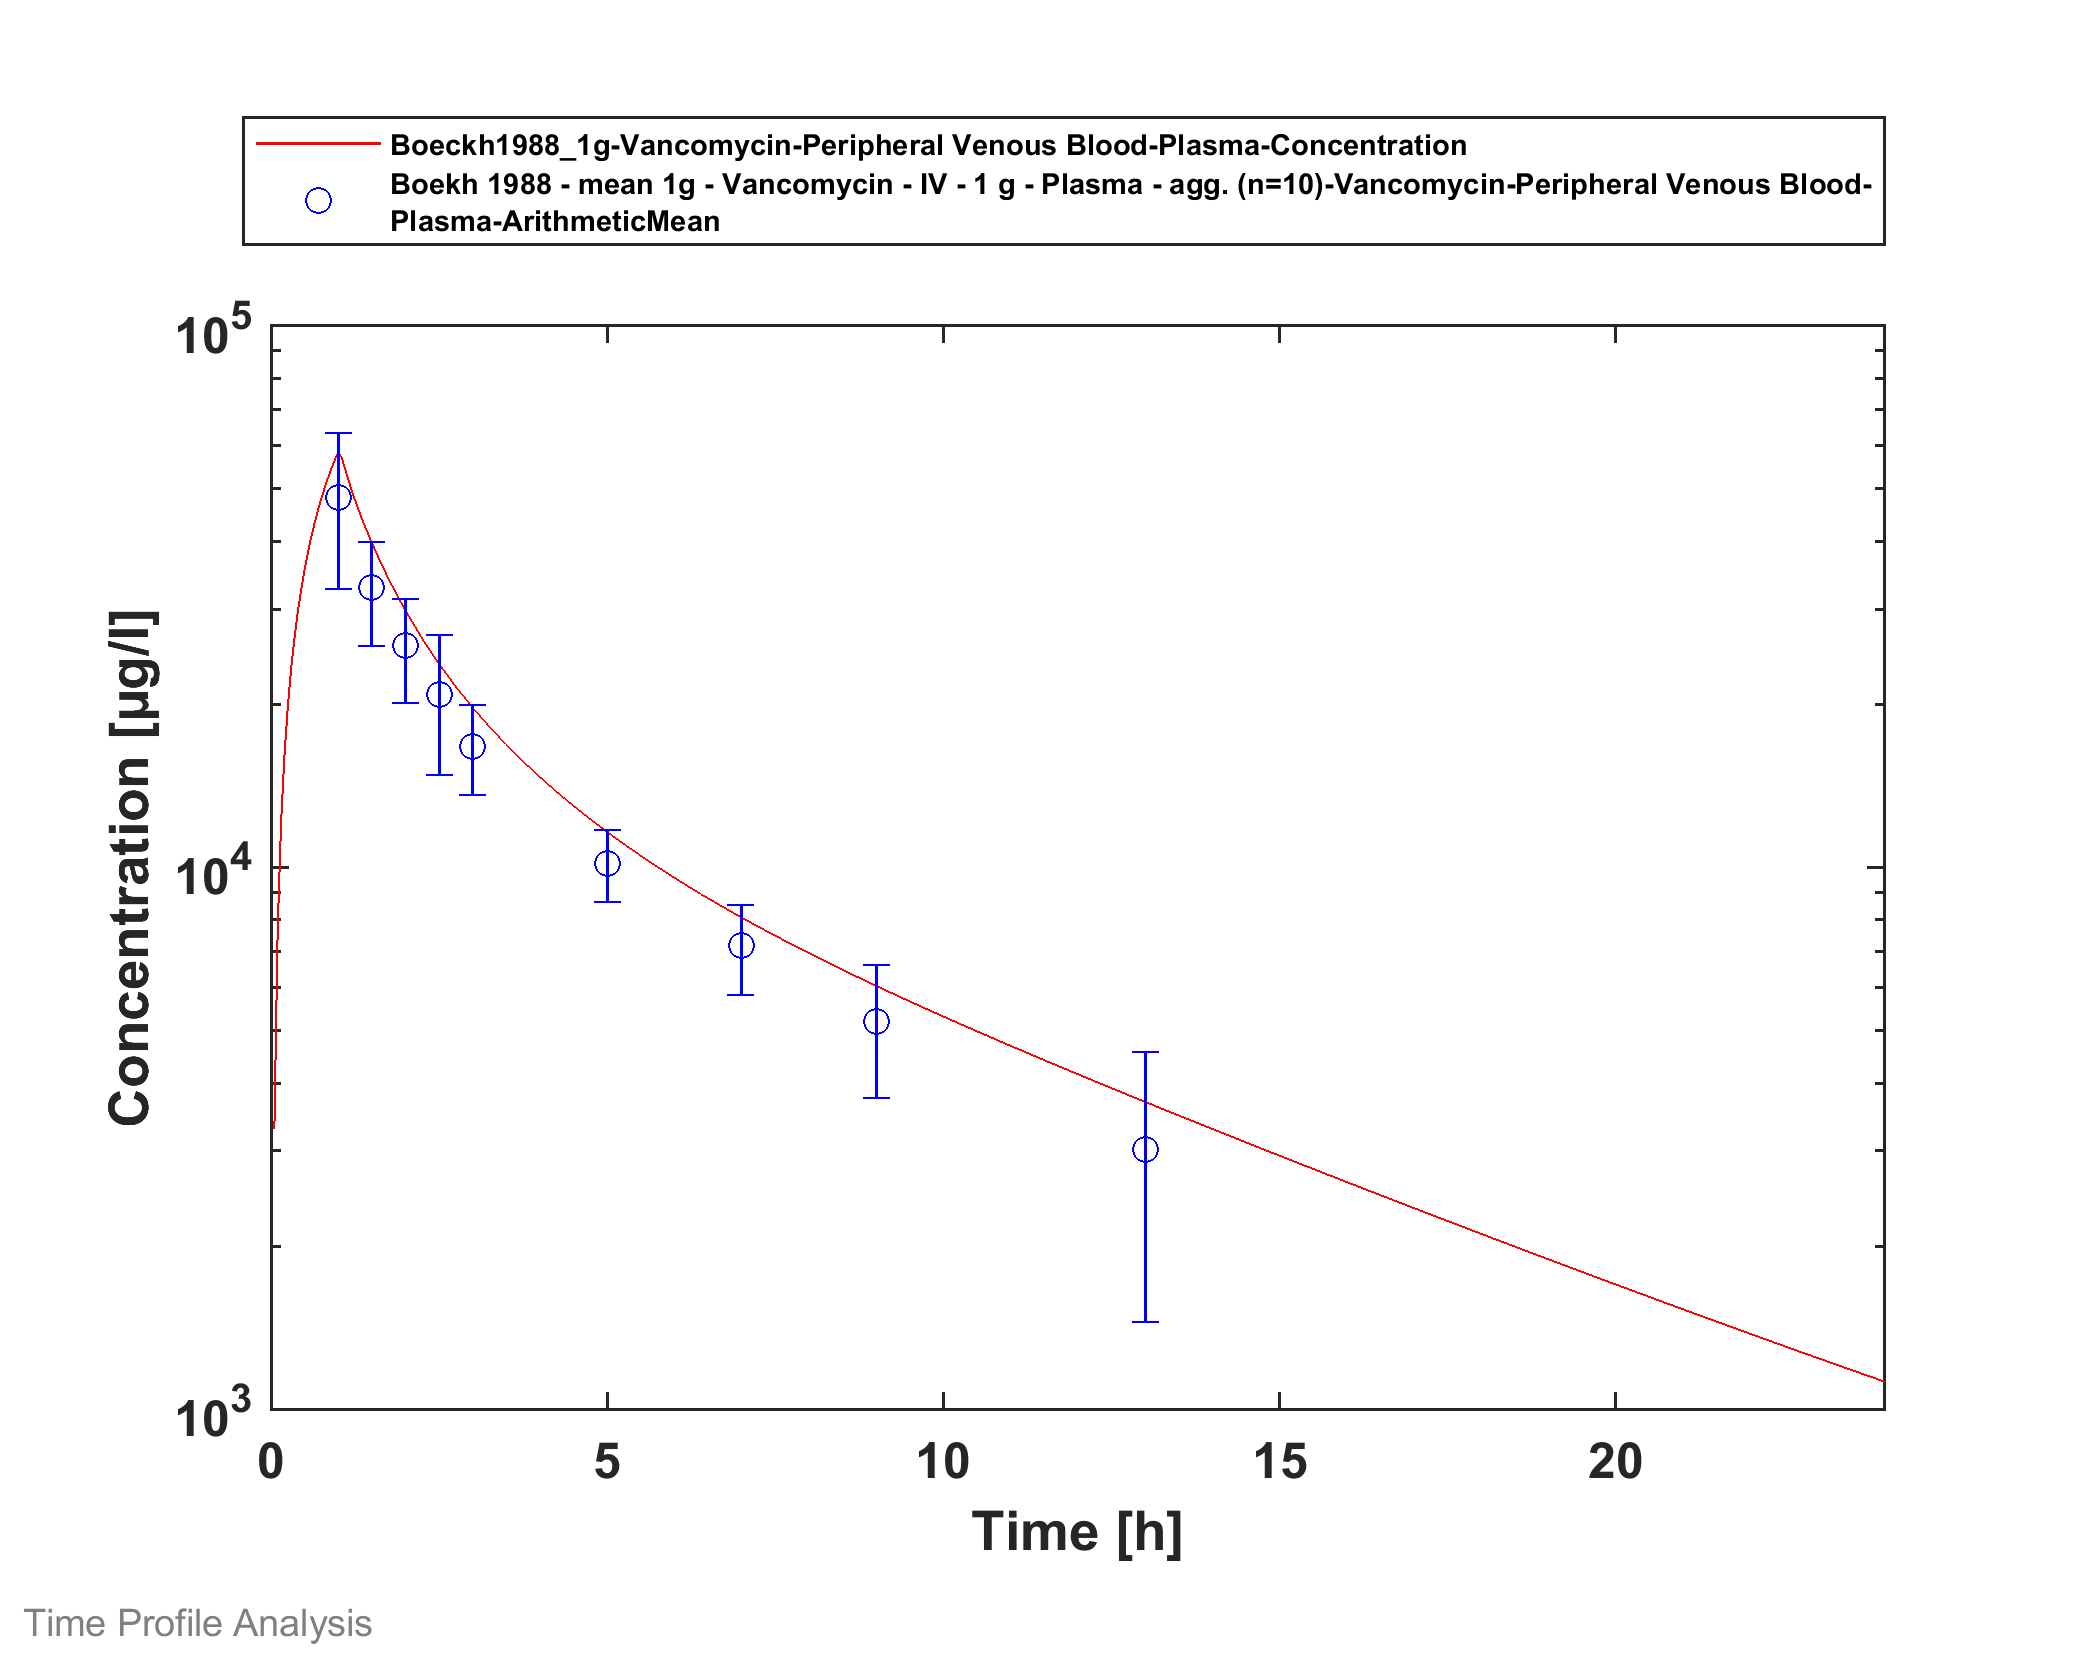 Boeckh1988_1g-Vancomycin-Peripheral Venous Blood-Plasma-Concentration
Boekh 1988 - mean 1g - Vancomycin - IV - 1 g - Plasma - agg. (n=10)-Vancomycin-Peripheral Venous Blood-
Plasma-ArithmeticMean
10^5
10^4
10^3
Concentration [µg/l]
0 5 10 15 20
Time [h]
Time Profile Analysis